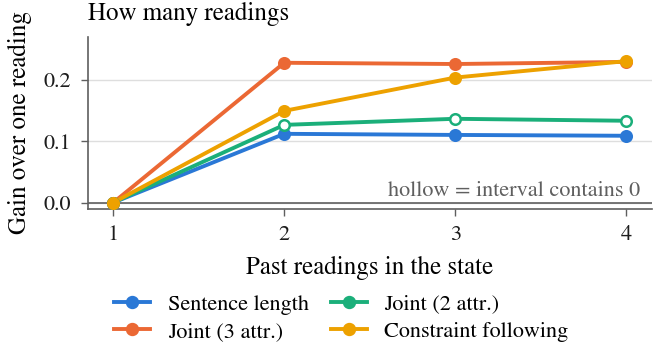 How many readings
Gain over one reading
0.2
0.1
0.0
hollow = interval contains 0
1 2 3 4
Past readings in the state
Sentence length
Joint (2 attr.)
Joint (3 attr.)
Constraint following